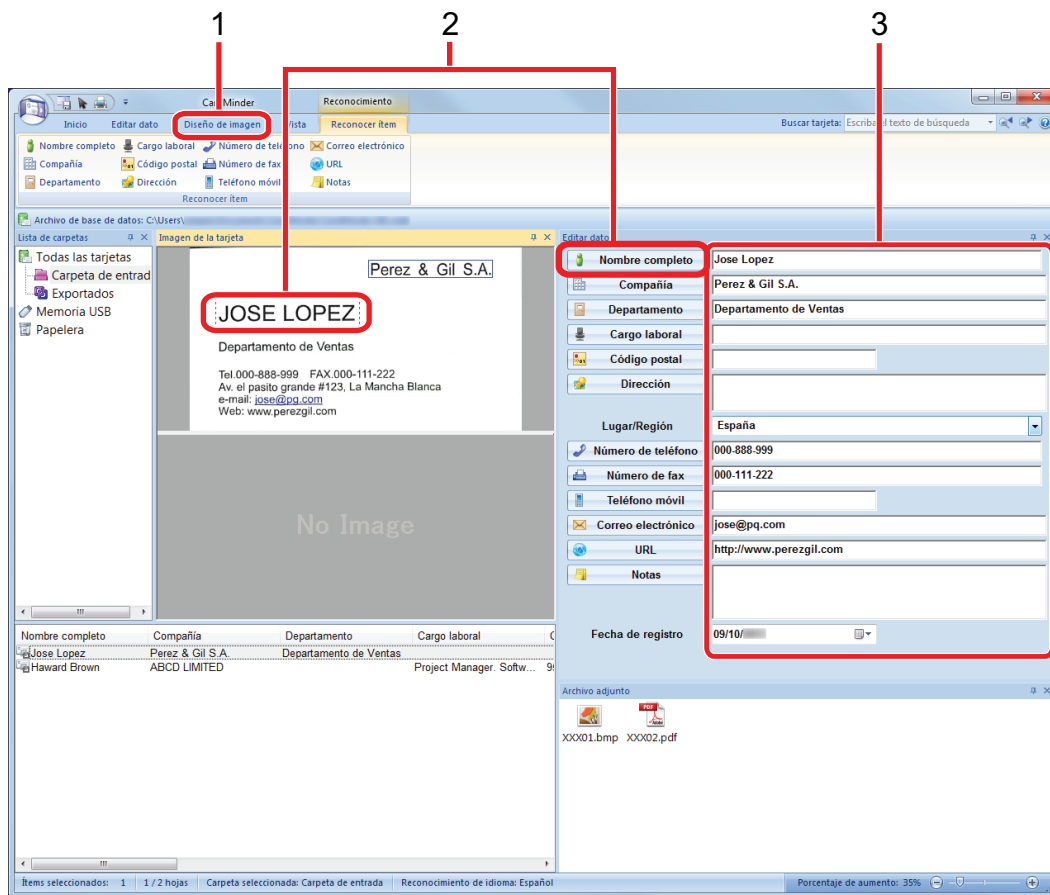 1
2
3
CardMinder
Reconocimiento
Inicio
Editar dato
Diseño de imagen
Vista
Reconocer ítem
Buscar tarjeta:
Escriba el texto de búsqueda
Nombre completo
Cargo laboral
Número de teléfono
Correo electrónico
Compañía
Código postal
Número de fax
URL
Departamento
Dirección
Teléfono móvil
Notas
Reconocer ítem
Archivo de base de datos: C:\Users\
Lista de carpetas
Todas las tarjetas
Carpeta de entrad
Exportados
Memoria USB
Papelera
Imagen de la tarjeta
Perez & Gil S.A.
JOSE LOPEZ
Departamento de Ventas
Tel.000-888-999 FAX.000-111-222
Av. el pasito grande #123, La Mancha Blanca
e-mail: jose@pq.com
Web: www.perezgil.com
No Image
Editar dato
Nombre completo
Jose Lopez
Compañía
Perez & Gil S.A.
Departamento
Departamento de Ventas
Cargo laboral
Código postal
Dirección
Lugar/Región
España
Número de teléfono
000-888-999
Número de fax
000-111-222
Teléfono móvil
Correo electrónico
jose@pq.com
URL
http://www.perezgil.com
Notas
Fecha de registro
09/10/
Nombre completo
Compañía
Departamento
Cargo laboral
Jose Lopez
Perez & Gil S.A.
Departamento de Ventas
Haward Brown
ABCD LIMITED
Project Manager. Softw...
Archivo adjunto
PDF
Adobe
XXX01.bmp
XXX02.pdf
Ítems seleccionados: 1
1 / 2 hojas
Carpeta seleccionada: Carpeta de entrada
Reconocimiento de idioma: Español
Porcentaje de aumento: 35%